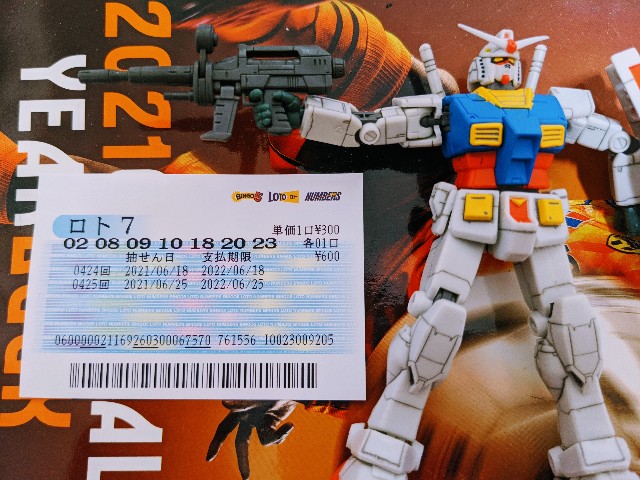 2021
YEAR BOOK
AL
BINGO5 LOTO NUMBERS
ロト7 単価1口¥300
02 08 09 10 18 20 23 各01口
抽せん日 支払期限 ¥600
0424回 2021/06/18 2022/06/18
0425回 2021/06/25 2022/06/25
060000021169260300067570 761556 10023009205